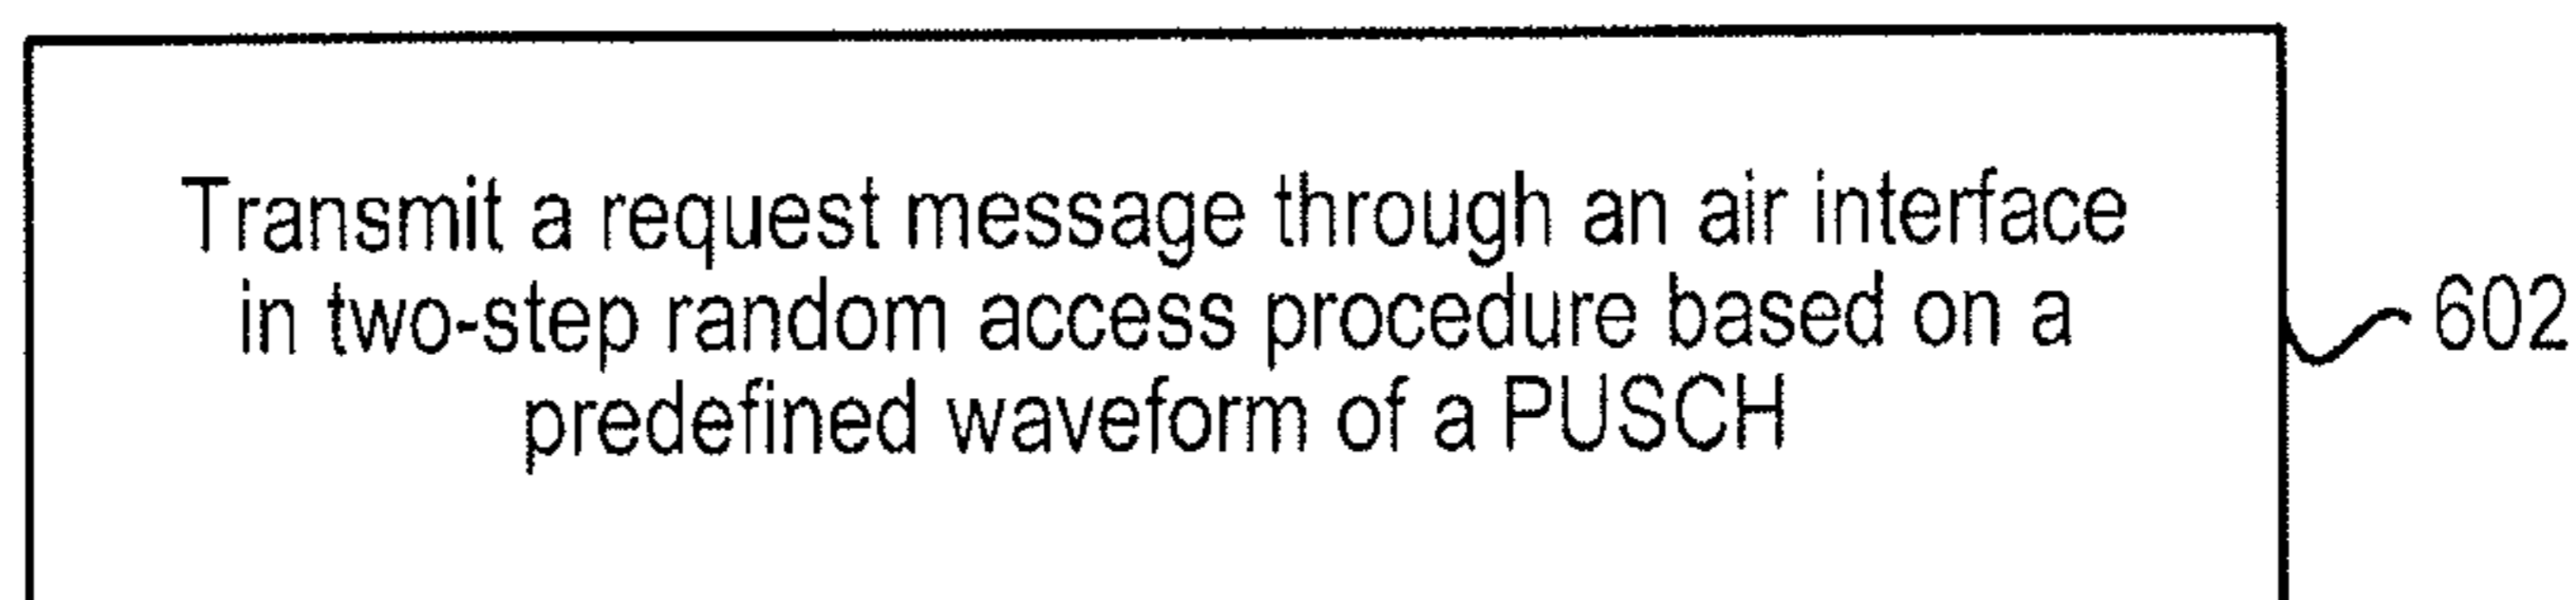 Transmit a request message through an air interface
in two-step random access procedure based on a
predefined waveform of a PUSCH
602